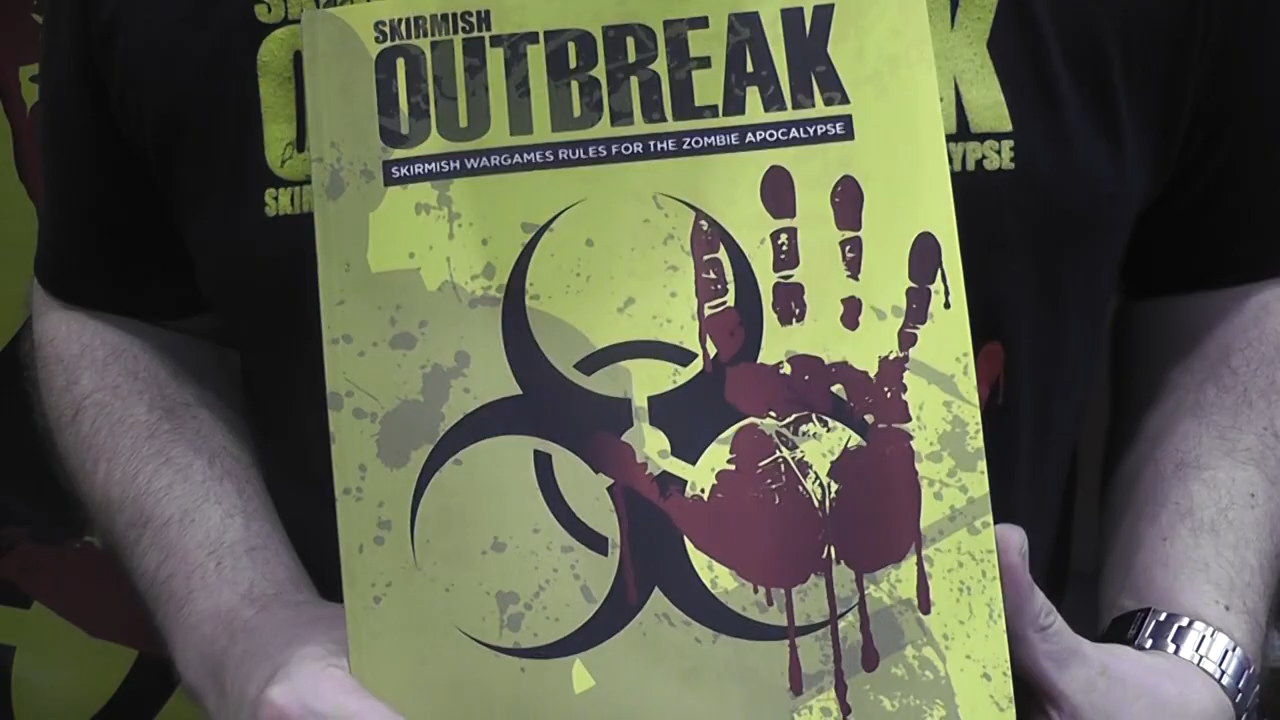 SKIRMISH
OUTBREAK
SKIRMISH WARGAMES RULES FOR THE ZOMBIE APOCALYPSE